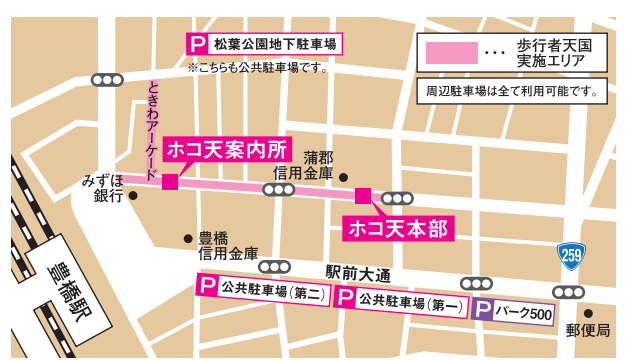 P 松葉公園地下駐車場
※こちらも公共駐車場です。
･･･ 歩行者天国
実施エリア
周辺駐車場は全て利用可能です。
ときわアーケード
ホコ天案内所
蒲郡
信用金庫
みずほ
銀行
ホコ天本部
豊橋
信用金庫
259
駅前大通
豊橋駅
P 公共駐車場(第二)
P 公共駐車場(第一)
P パーク500
郵便局